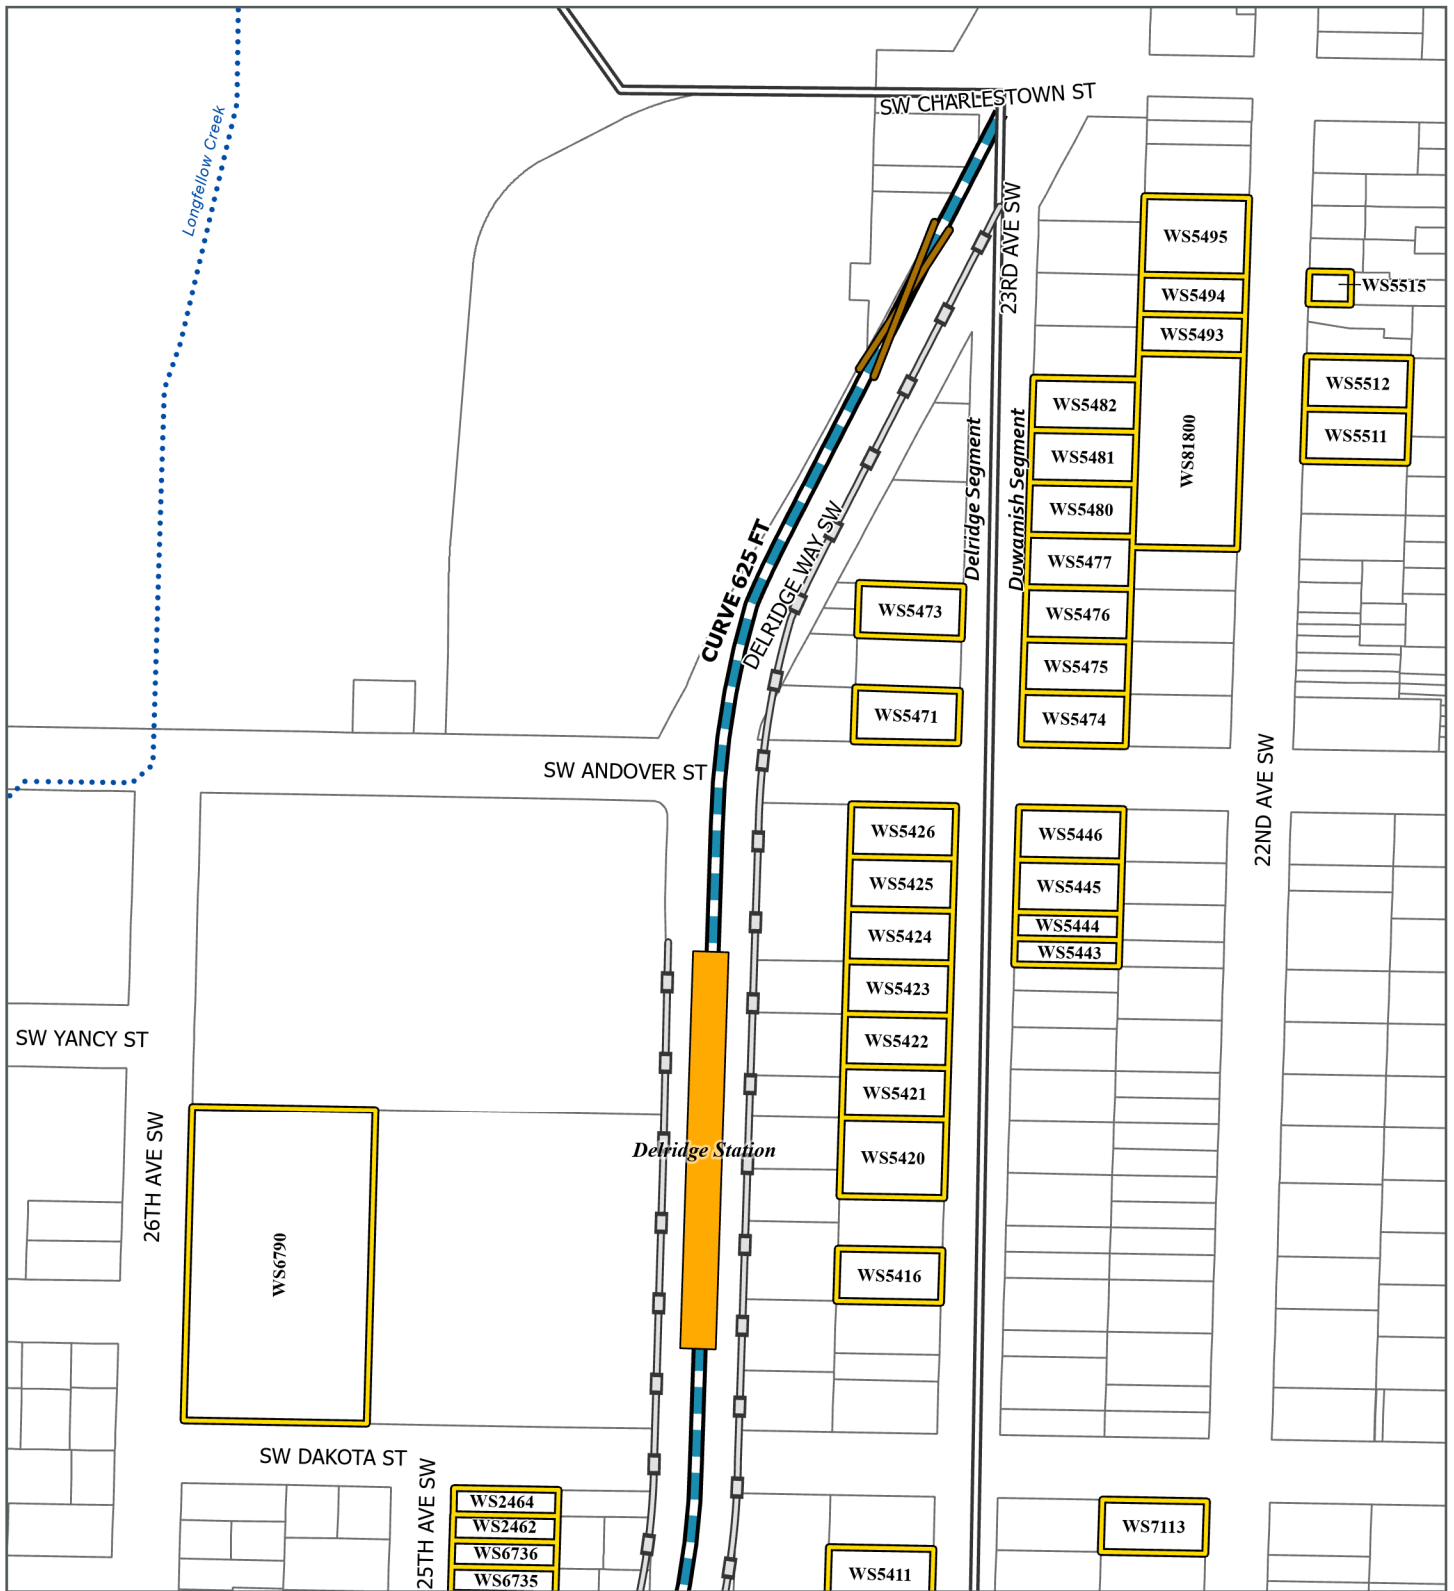 SW CHARLESTOWN ST
Longfellow Creek
23RD AVE SW
WS5495
WS5494
WS5493
WS5515
WS5512
WS5511
WS5482
WS5481
WS5480
WS5477
WS5476
WS5475
WS5474
WS81800
Delridge Segment
Duwamish Segment
CURVE 625 FT
DELRIDGE WAY SW
WS5473
WS5471
SW ANDOVER ST
22ND AVE SW
WS5426
WS5425
WS5424
WS5423
WS5422
WS5421
WS5420
WS5446
WS5445
WS5444
WS5443
SW YANCY ST
26TH AVE SW
Delridge Station
WS6790
WS5416
SW DAKOTA ST
25TH AVE SW
WS2464
WS2462
WS6736
WS6735
WS7113
WS5411